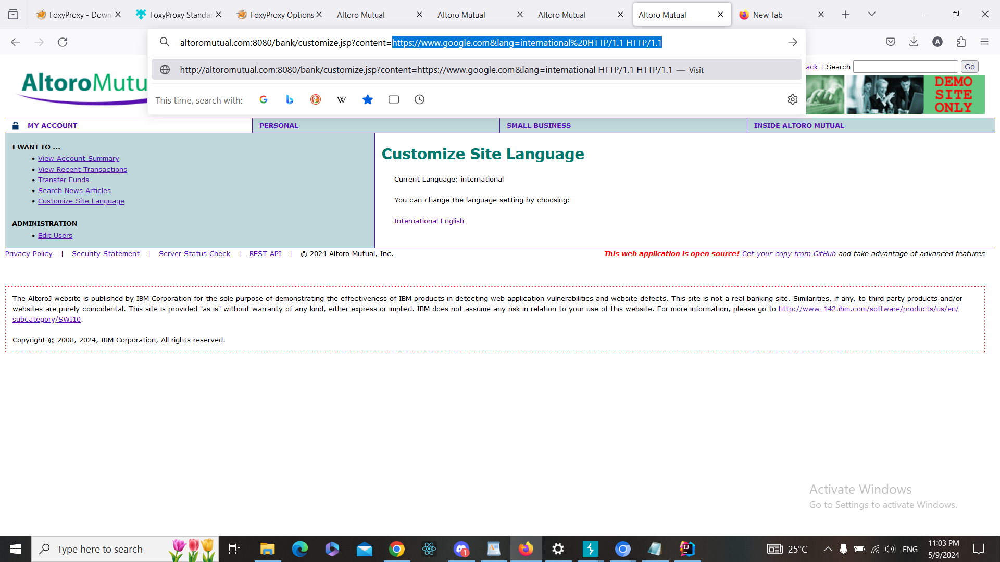 FoxyProxy - Down
FoxyProxy Standar
FoxyProxy Options
Altoro Mutual
Altoro Mutual
Altoro Mutual
Altoro Mutual
New Tab
altoromutual.com:8080/bank/customize.jsp?content=https://www.google.com&lang=international%20HTTP/1.1 HTTP/1.1
http://altoromutual.com:8080/bank/customize.jsp?content=https://www.google.com&lang=international HTTP/1.1 HTTP/1.1 — Visit
This time, search with:
ack | Search
Go
AltoroMutu
DEMO
SITE
ONLY
MY ACCOUNT
PERSONAL
SMALL BUSINESS
INSIDE ALTORO MUTUAL
I WANT TO ...
• View Account Summary
• View Recent Transactions
• Transfer Funds
• Search News Articles
• Customize Site Language
ADMINISTRATION
• Edit Users
Customize Site Language
Current Language: international
You can change the language setting by choosing:
International English
Privacy Policy | Security Statement | Server Status Check | REST API | © 2024 Altoro Mutual, Inc.
This web application is open source! Get your copy from GitHub and take advantage of advanced features
The AltoroJ website is published by IBM Corporation for the sole purpose of demonstrating the effectiveness of IBM products in detecting web application vulnerabilities and website defects. This site is not a real banking site. Similarities, if any, to third party products and/or
websites are purely coincidental. This site is provided "as is" without warranty of any kind, either express or implied. IBM does not assume any risk in relation to your use of this website. For more information, please go to http://www-142.ibm.com/software/products/us/en/
subcategory/SWI10.
Copyright © 2008, 2024, IBM Corporation, All rights reserved.
Activate Windows
Go to Settings to activate Windows.
Type here to search
1
25°C
ENG
11:03 PM
5/9/2024